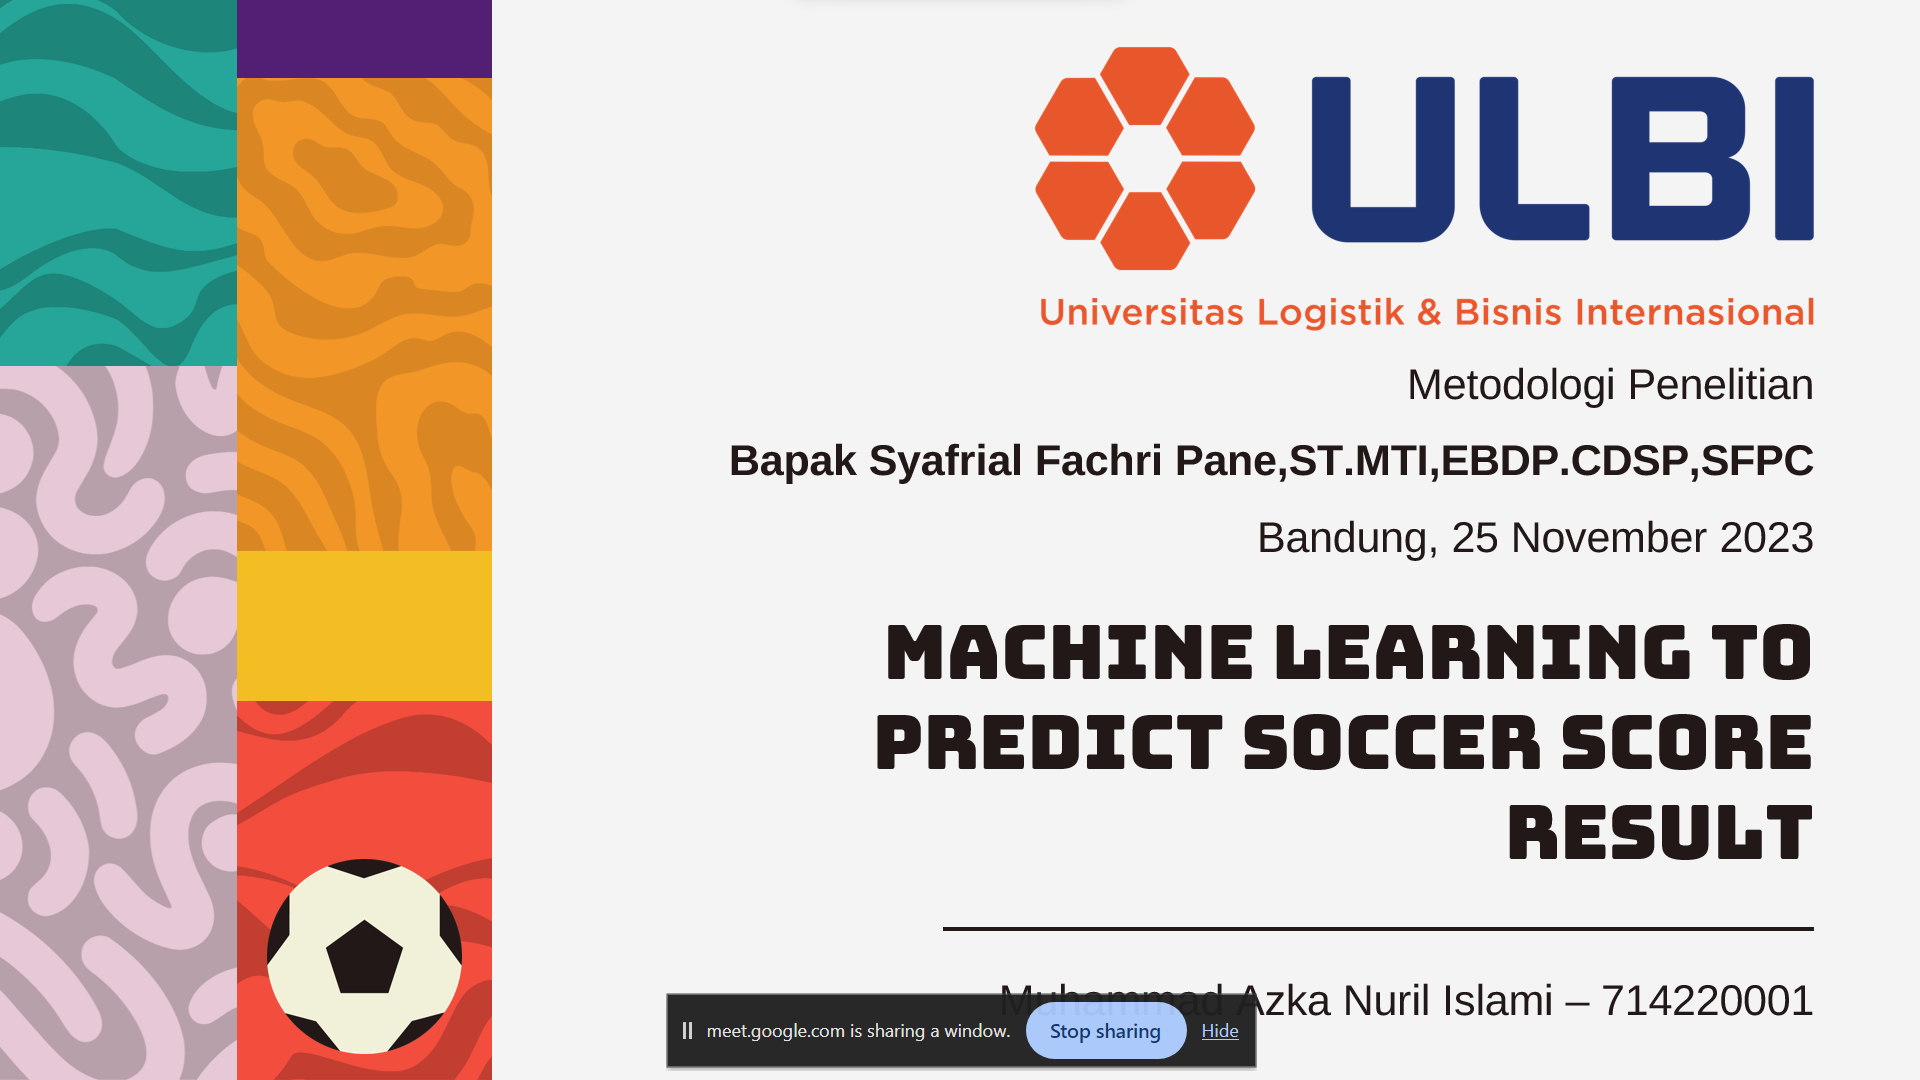 ULBI
Universitas Logistik & Bisnis Internasional
Metodologi Penelitian
Bapak Syafrial Fachri Pane,ST.MTI,EBDP.CDSP,SFPC
Bandung, 25 November 2023
MACHINE LEARNING TO
PREDICT SOCCER SCORE
RESULT
Muhammad Azka Nuril Islami – 714220001
meet.google.com is sharing a window. Stop sharing Hide